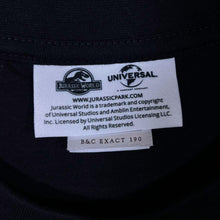 JURASSIC WORLD
UNIVERSAL
WWW.JURASSICPARK.COM
Jurassic World is a trademark and copyright
of Universal Studios and Amblin Entertainment,
Inc. Licensed by Universal Studios Licensing LLC.
All Rights Reserved.
B&C EXACT 190